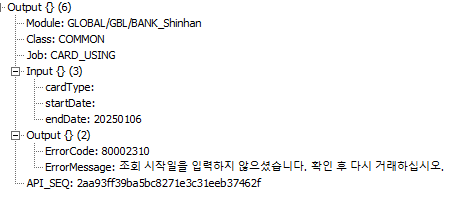 Output {} (6)
Module: GLOBAL/GBL/BANK_Shinhan
Class: COMMON
Job: CARD_USING
Input {} (3)
cardType:
startDate:
endDate: 20250106
Output {} (2)
ErrorCode: 80002310
ErrorMessage: 조회 시작일을 입력하지 않으셨습니다. 확인 후 다시 거래하십시오.
API_SEQ: 2aa93ff39ba5bc8271e3c31eeb37462f